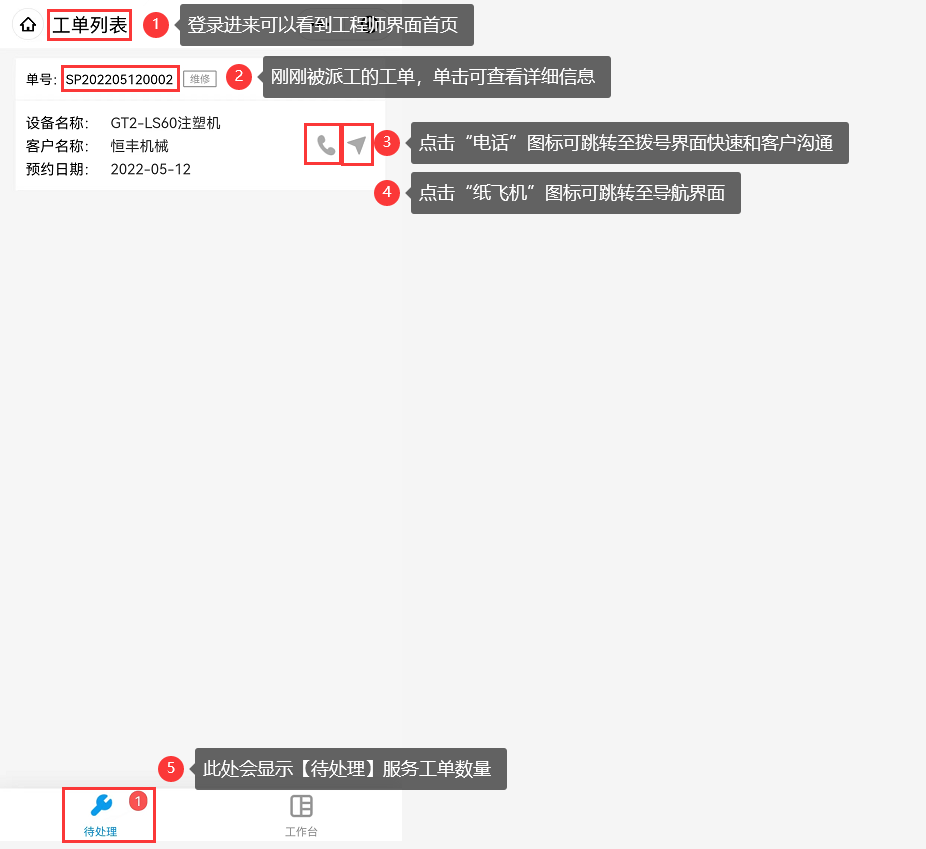 工单列表
1
登录进来可以看到工程师界面首页
单号: SP202205120002 维修
2
刚刚被派工的工单，单击可查看详细信息
设备名称: GT2-LS60注塑机
客户名称: 恒丰机械
预约日期: 2022-05-12
3
点击“电话”图标可跳转至拨号界面快速和客户沟通
4
点击“纸飞机”图标可跳转至导航界面
5
此处会显示【待处理】服务工单数量
1
待处理
工作台